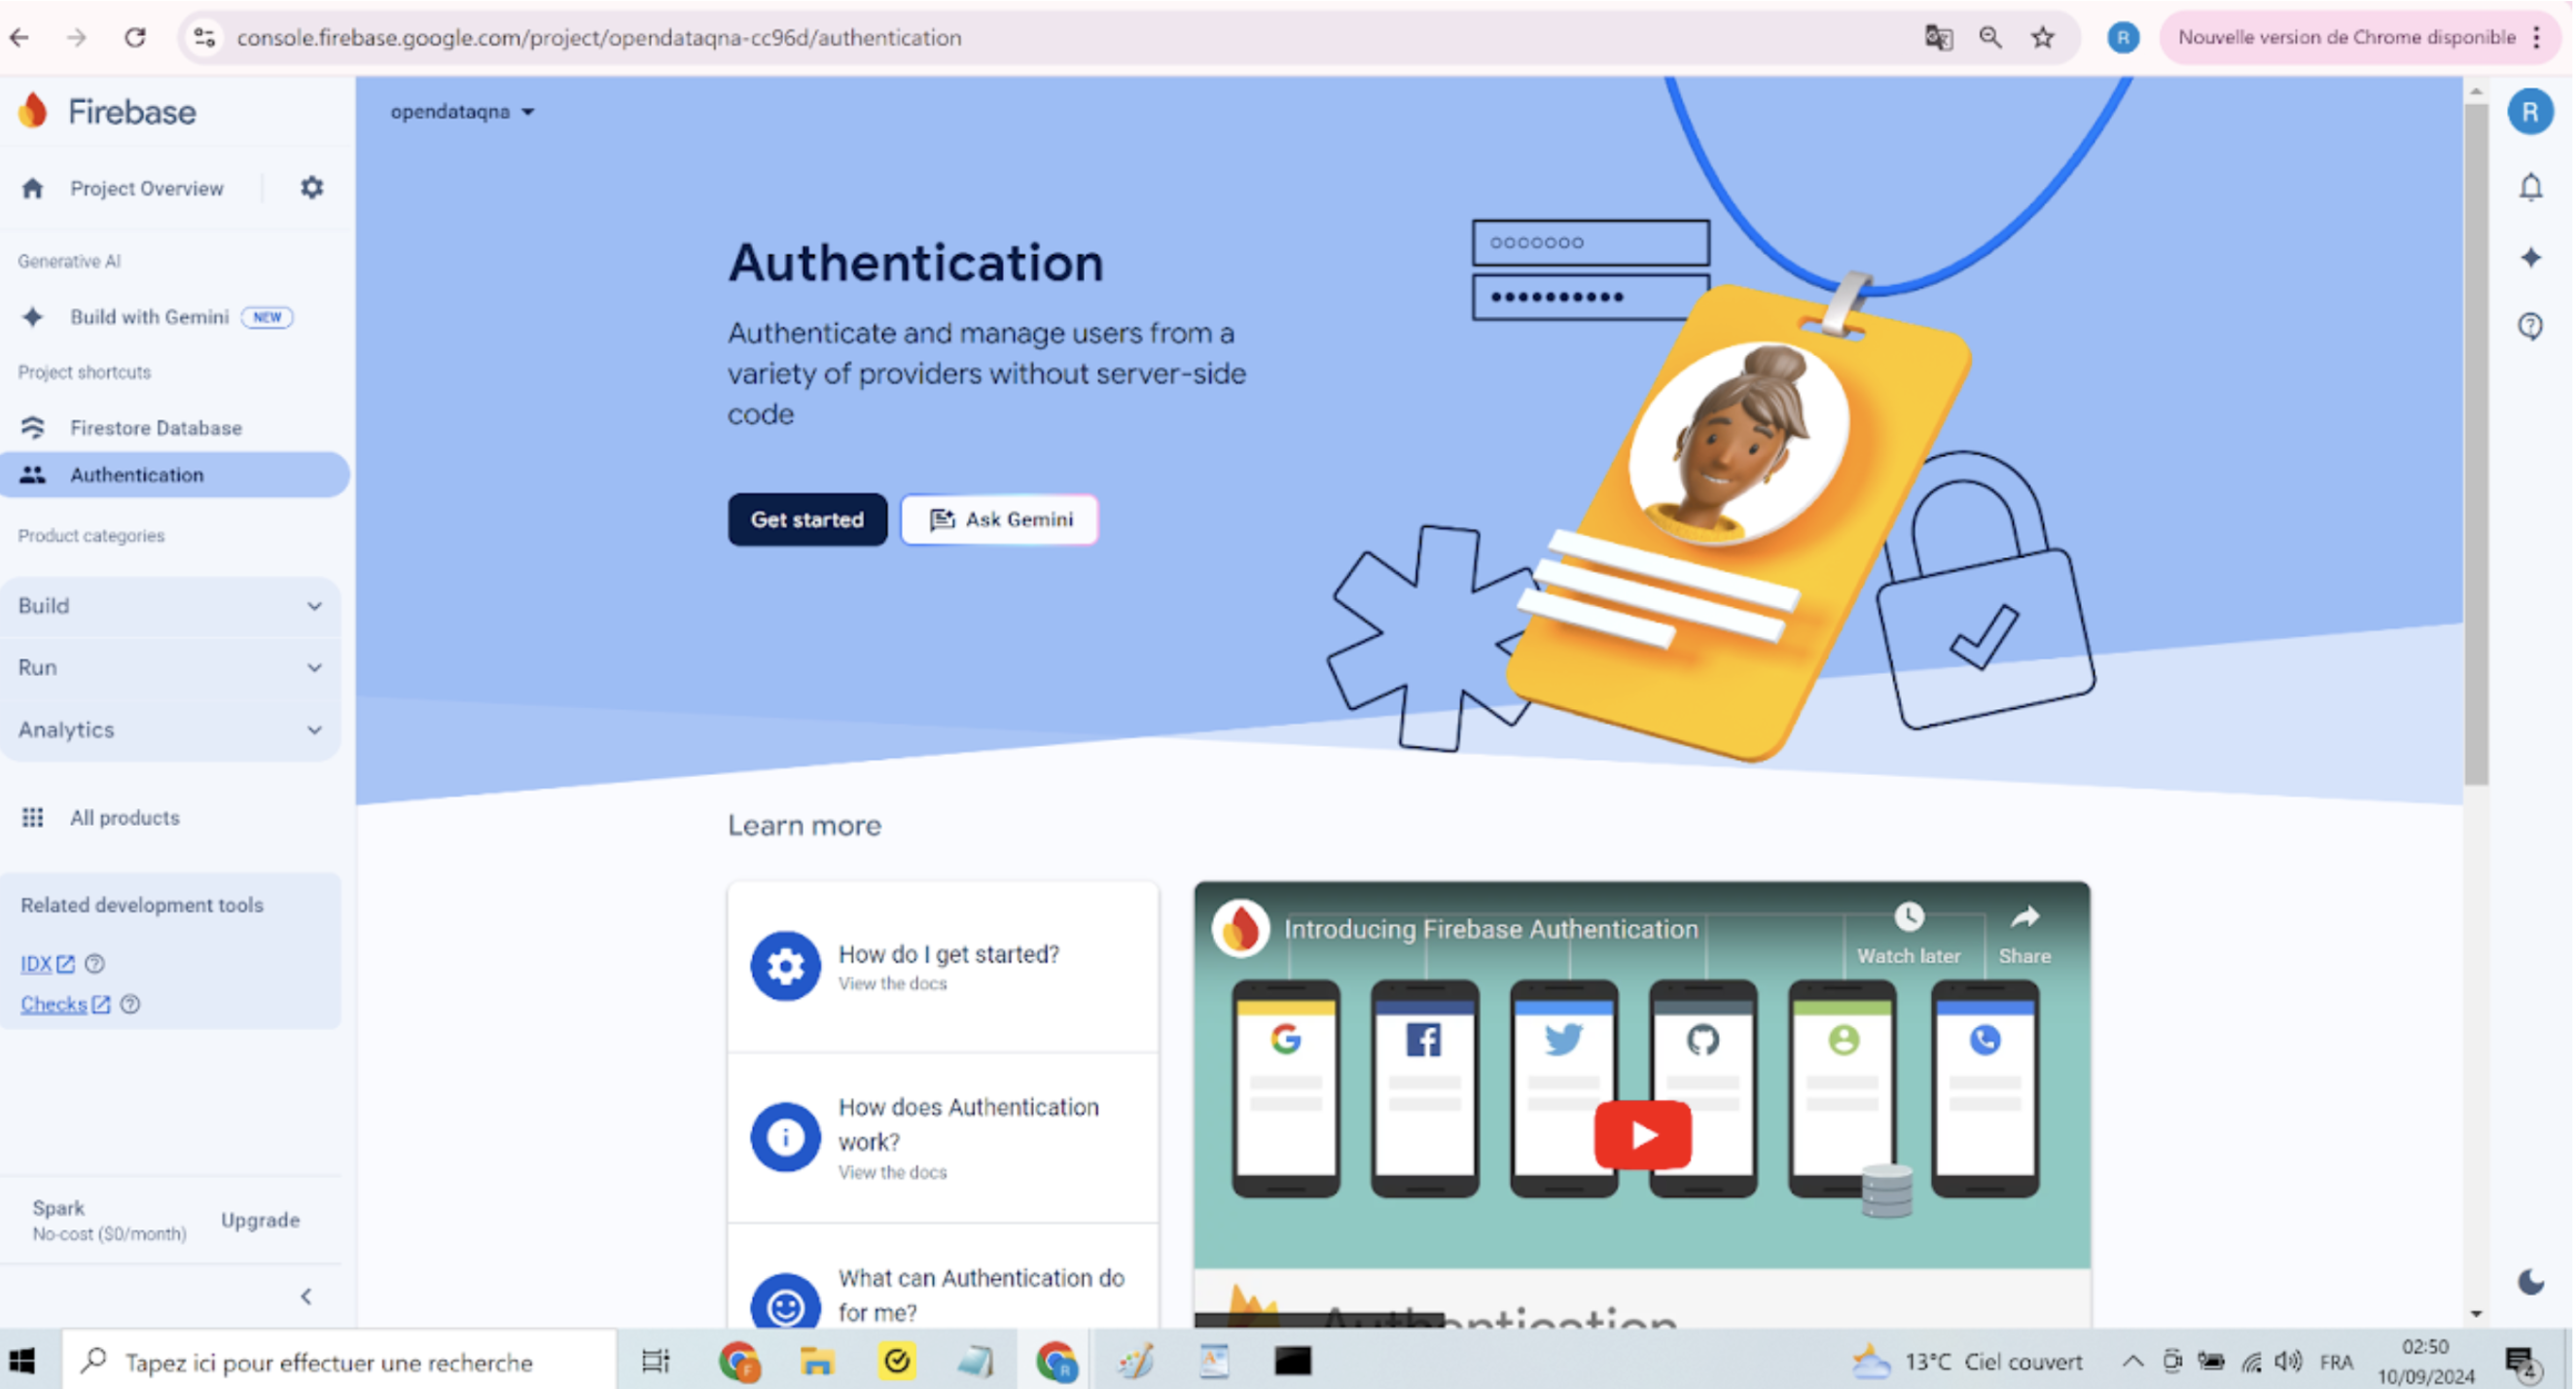 console.firebase.google.com/project/opendataqna-cc96d/authentication
R
Nouvelle version de Chrome disponible
Firebase
opendataqna
R
Project Overview
Generative AI
Build with Gemini NEW
Project shortcuts
Firestore Database
Authentication
Product categories
Build
Run
Analytics
All products
Related development tools
IDX
Checks
Spark
No-cost ($0/month)
Upgrade
Authentication
Authenticate and manage users from a
variety of providers without server-side
code
Get started
Ask Gemini
Learn more
How do I get started?
View the docs
How does Authentication
work?
View the docs
What can Authentication do
for me?
Introducing Firebase Authentication
Watch later
Share
Authentication
Tapez ici pour effectuer une recherche
F
R
13°C Ciel couvert
FRA
02:50
10/09/2024
4